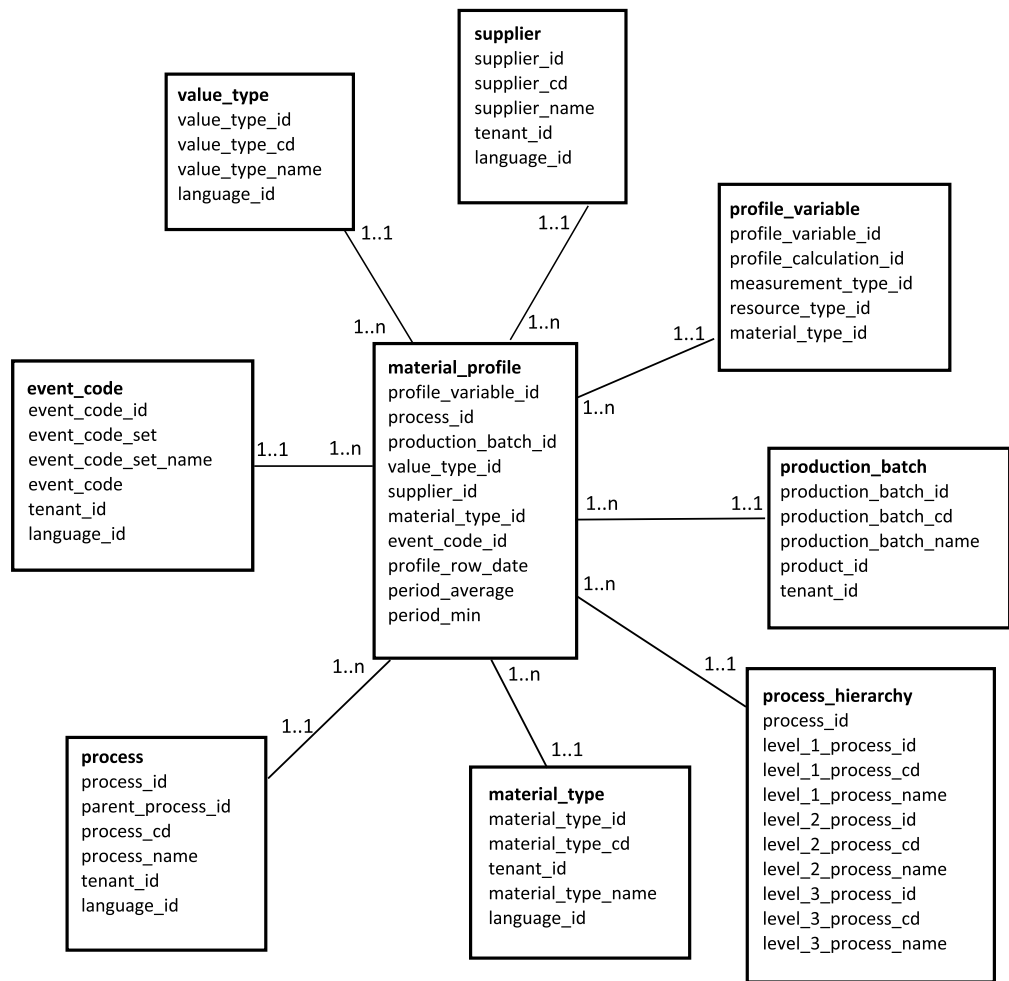 supplier
supplier_id
supplier_cd
supplier_name
tenant_id
language_id
value_type
value_type_id
value_type_cd
value_type_name
language_id
profile_variable
profile_variable_id
profile_calculation_id
measurement_type_id
resource_type_id
material_type_id
1..1
1..1
1..n
1..n
1..1
1..n
material_profile
profile_variable_id
process_id
production_batch_id
value_type_id
supplier_id
material_type_id
event_code_id
profile_row_date
period_average
period_min
event_code
event_code_id
event_code_set
event_code_set_name
event_code
tenant_id
language_id
1..1
1..n
production_batch
production_batch_id
production_batch_cd
production_batch_name
product_id
tenant_id
1..n
1..1
1..n
1..1
1..n
1..1
1..n
1..1
process
process_id
parent_process_id
process_cd
process_name
tenant_id
language_id
material_type
material_type_id
material_type_cd
tenant_id
material_type_name
language_id
process_hierarchy
process_id
level_1_process_id
level_1_process_cd
level_1_process_name
level_2_process_id
level_2_process_cd
level_2_process_name
level_3_process_id
level_3_process_cd
level_3_process_name